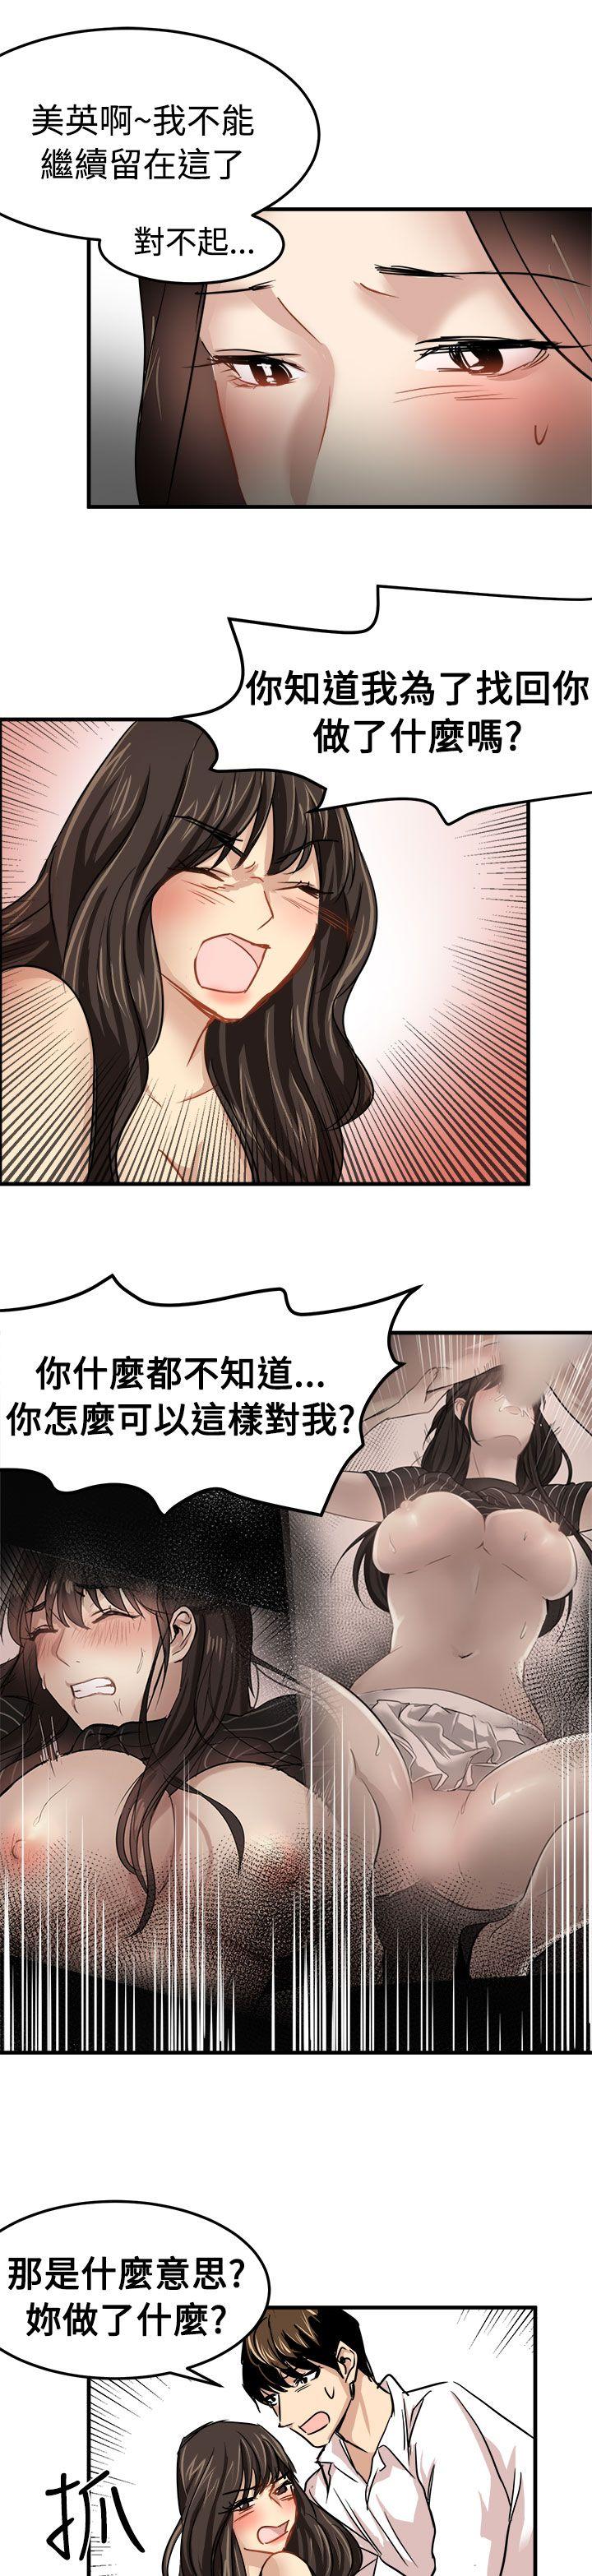 美英啊~我不能
繼續留在這了
對不起...
你知道我為了找回你
做了什麼嗎?
你什麼都不知道...
你怎麼可以這樣對我?
那是什麼意思?
妳做了什麼?
抓